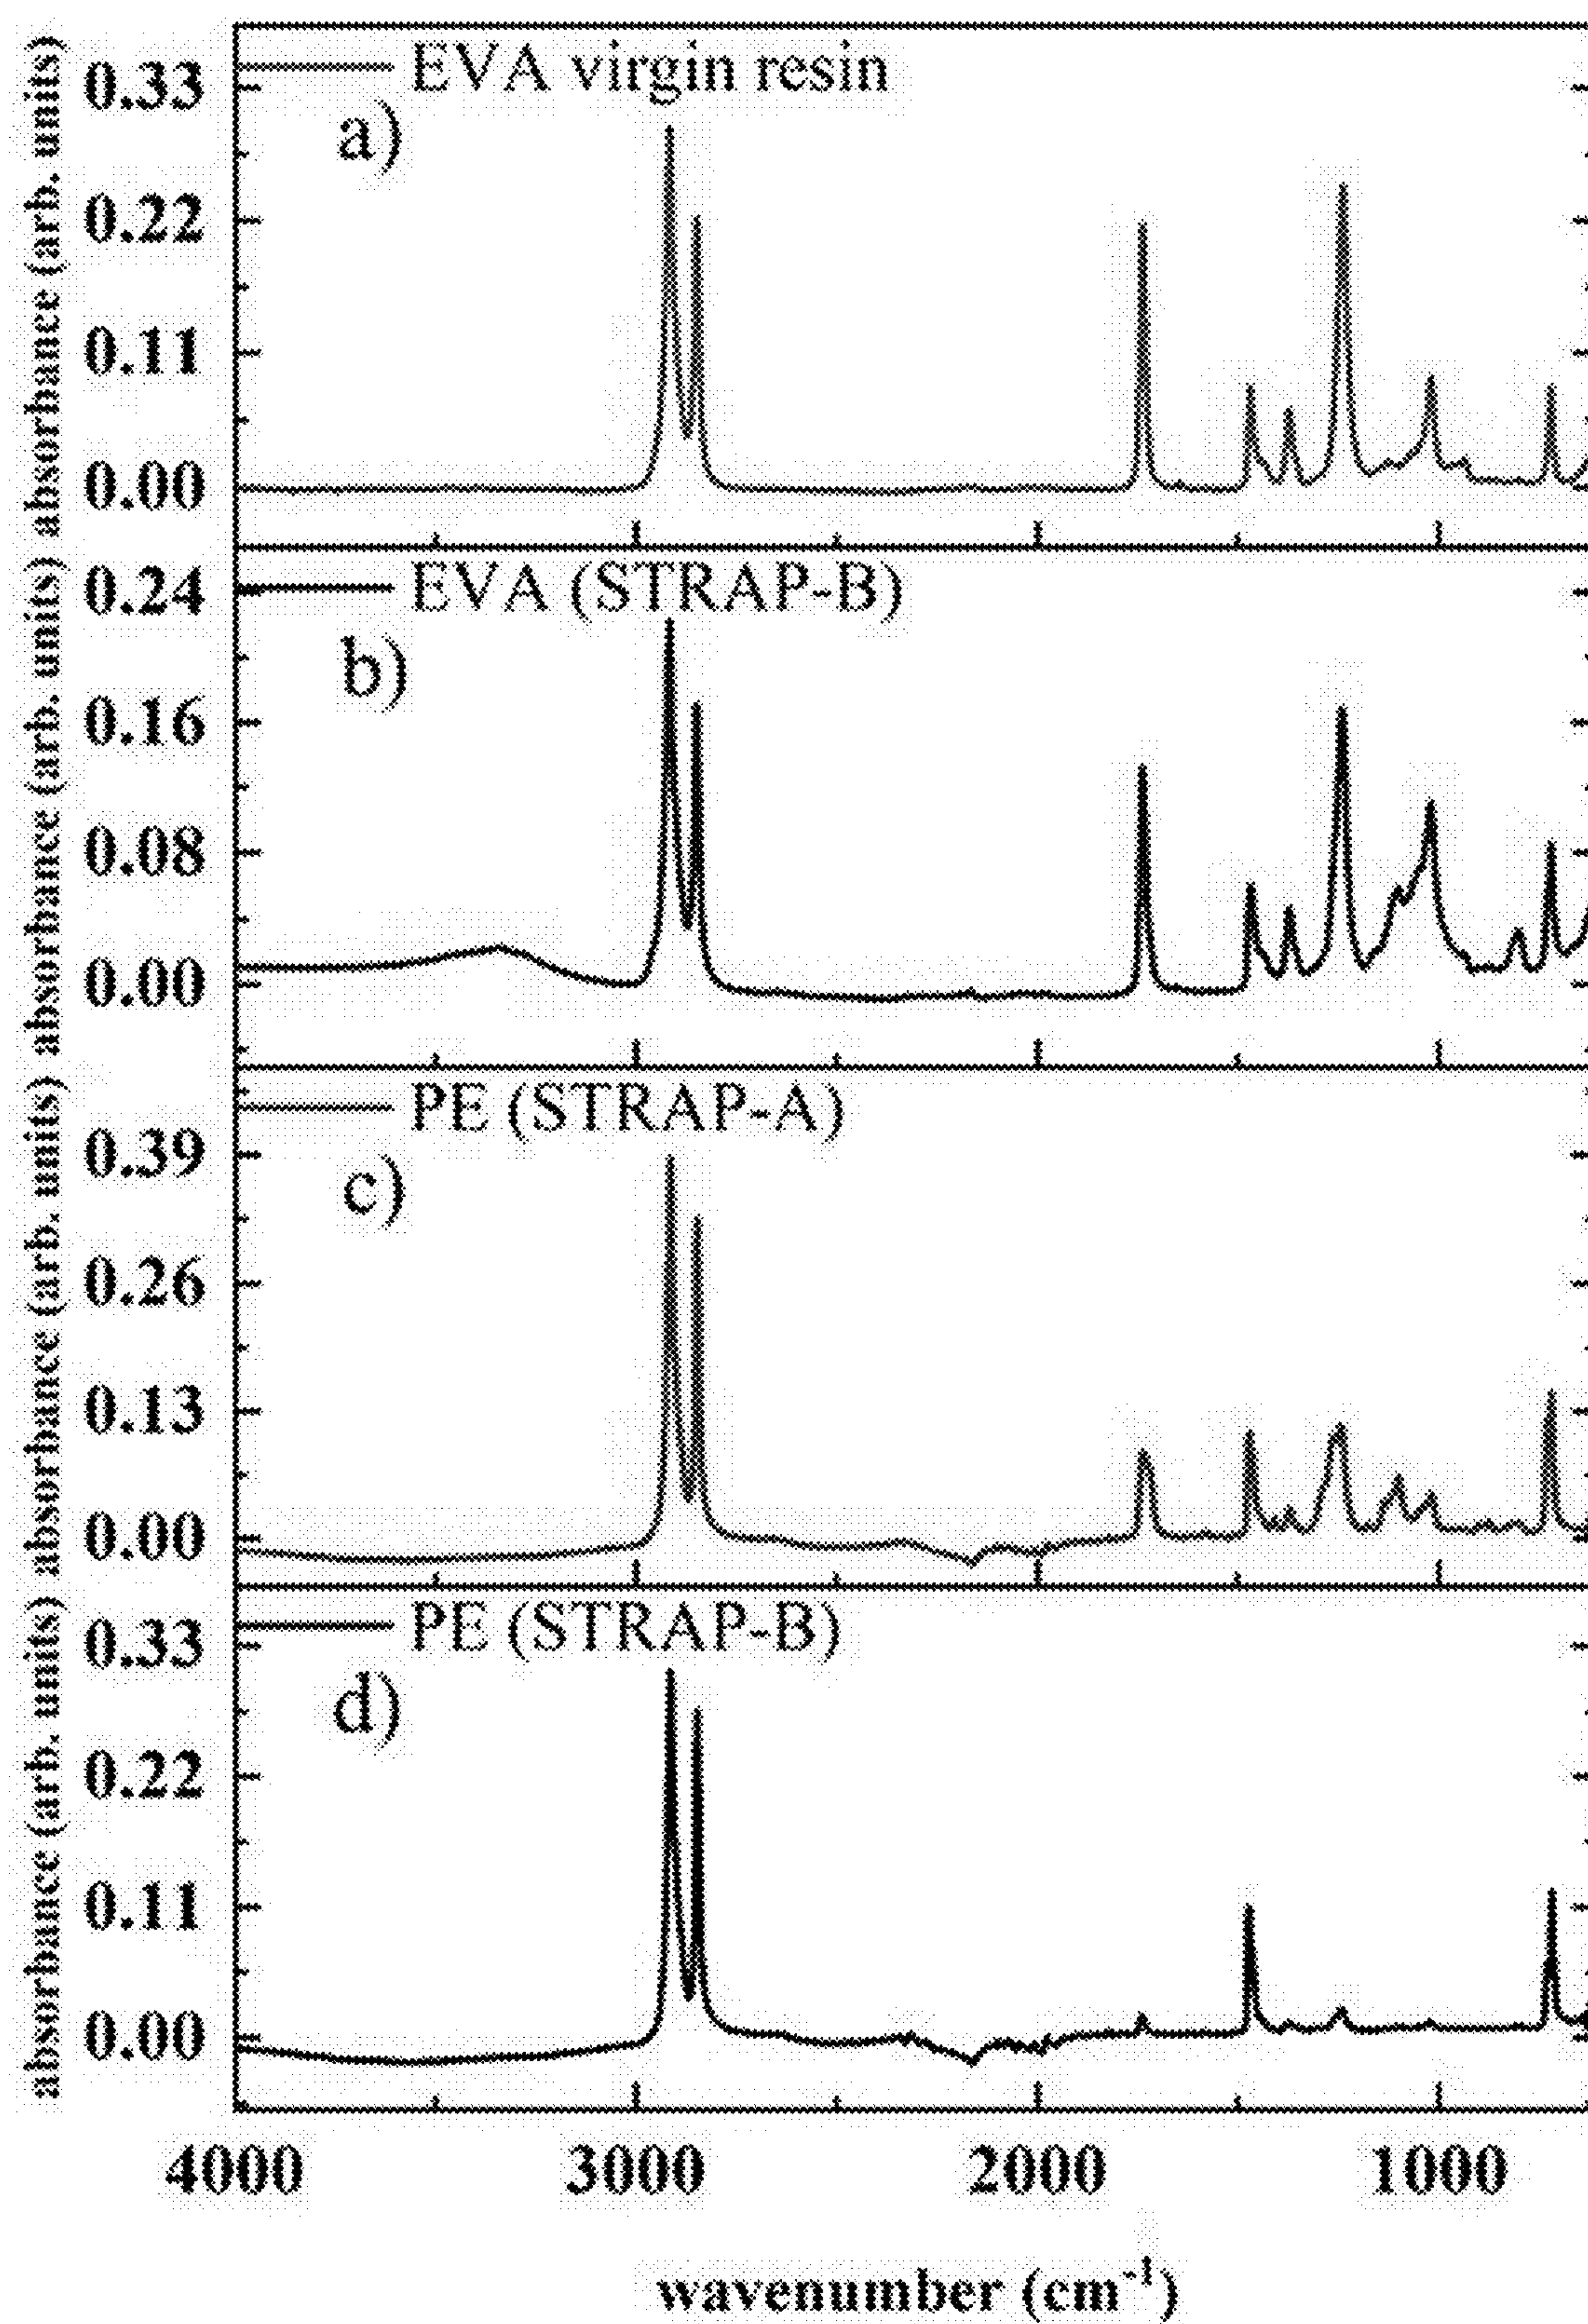 EVA virgin resin
a)
0.33
0.22
0.11
0.00
absorbance (arb. units)
EVA (STRAP-B)
b)
0.24
0.16
0.08
0.00
absorbance (arb. units)
PE (STRAP-A)
c)
0.39
0.26
0.13
0.00
absorbance (arb. units)
PE (STRAP-B)
d)
0.33
0.22
0.11
0.00
absorbance (arb. units)
4000 3000 2000 1000
wavenumber (cm⁻¹)